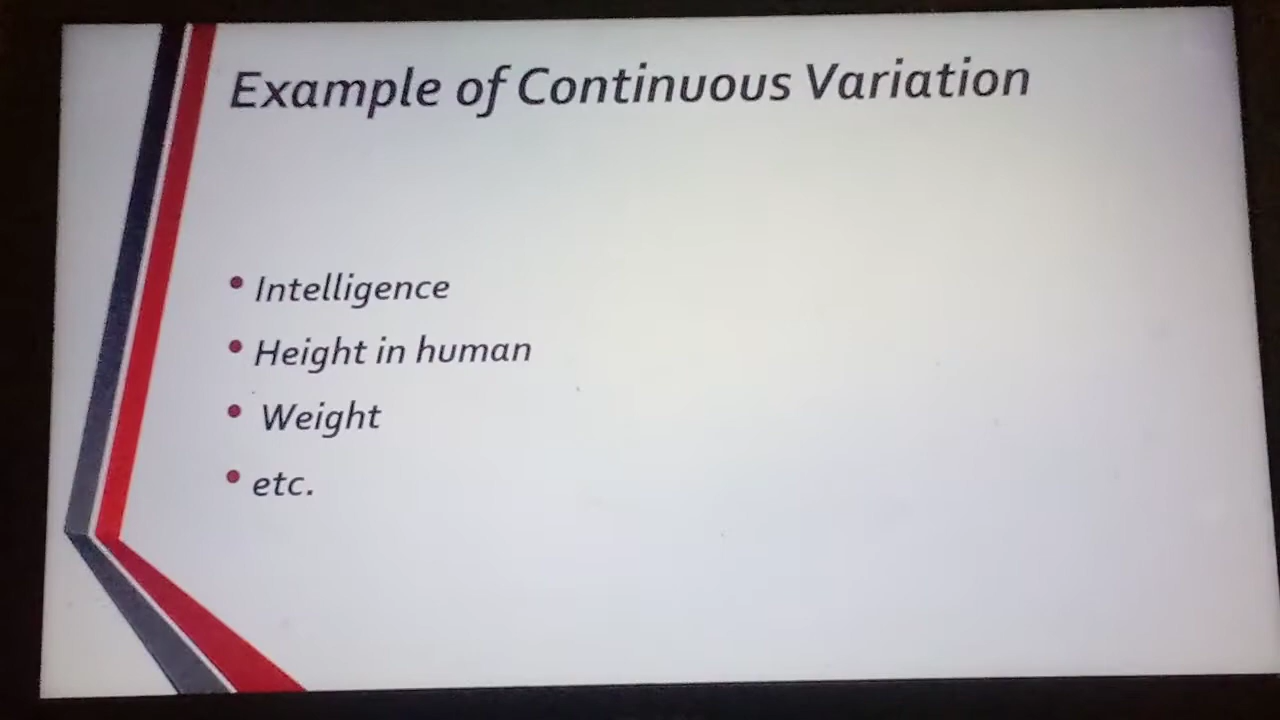 Example of Continuous Variation
• Intelligence
• Height in human
• Weight
• etc.